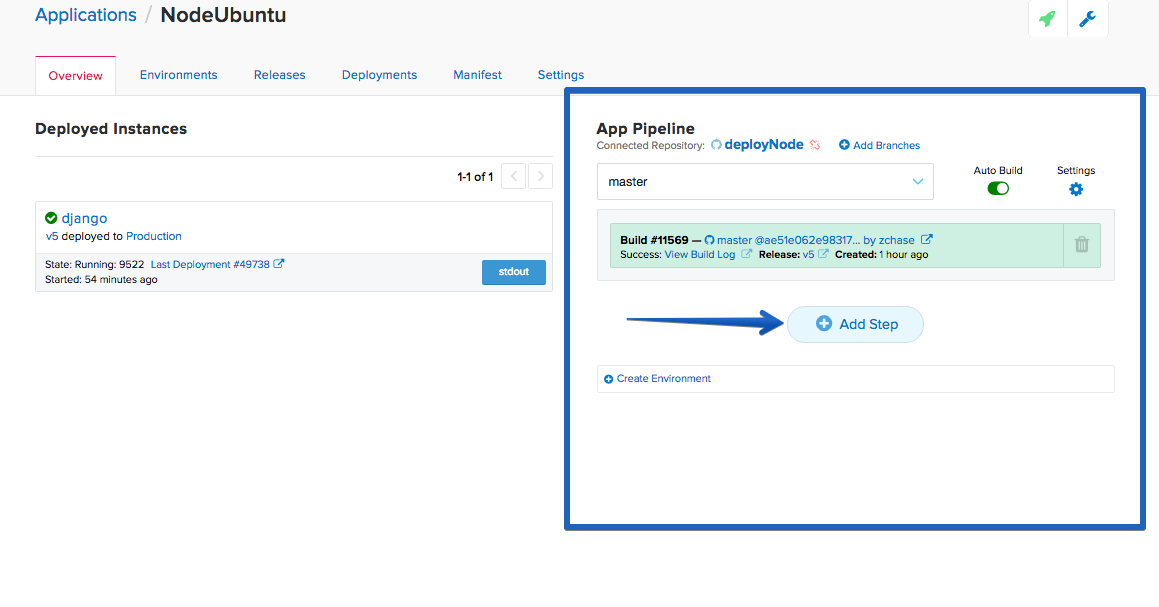 Applications / NodeUbuntu
Overview Environments Releases Deployments Manifest Settings
Deployed Instances
1-1 of 1
django
v5 deployed to Production
State: Running: 9522 Last Deployment #49738
Started: 54 minutes ago
stdout
App Pipeline
Connected Repository: deployNode Add Branches
master
Auto Build
Settings
Build #11569 — master @ae51e062e98317... by zchase
Success: View Build Log Release: v5 Created: 1 hour ago
Add Step
Create Environment